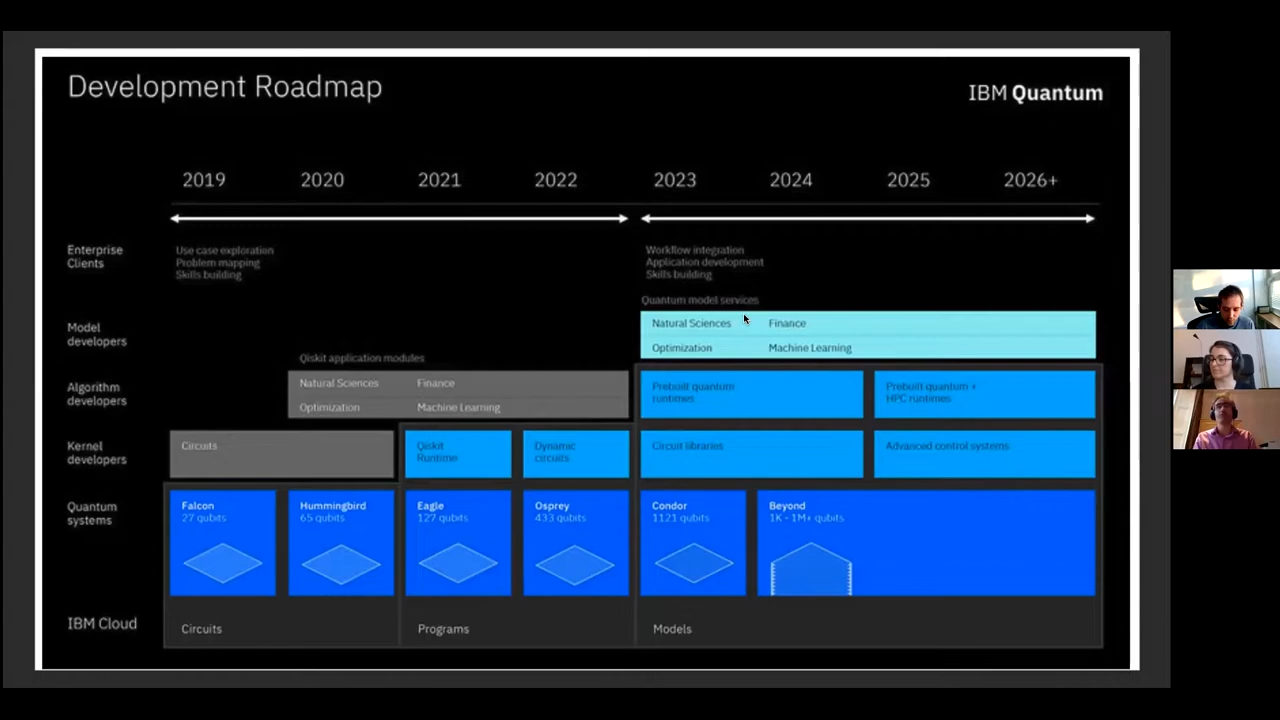 Development Roadmap
IBM Quantum
2019
2020
2021
2022
2023
2024
2025
2026+
Enterprise
Clients
Use case exploration
Problem mapping
Skills building
Workflow integration
Application development
Skills building
Model
developers
Quantum model services
Natural Sciences
Finance
Optimization
Machine Learning
Algorithm
developers
Qiskit application modules
Natural Sciences
Finance
Optimization
Machine Learning
Prebuilt quantum
runtimes
Prebuilt quantum +
HPC runtimes
Kernel
developers
Circuits
Qiskit
Runtime
Dynamic
circuits
Circuit libraries
Advanced control systems
Quantum
systems
Falcon
27 qubits
Hummingbird
65 qubits
Eagle
127 qubits
Osprey
433 qubits
Condor
1121 qubits
Beyond
1K - 1M+ qubits
IBM Cloud
Circuits
Programs
Models